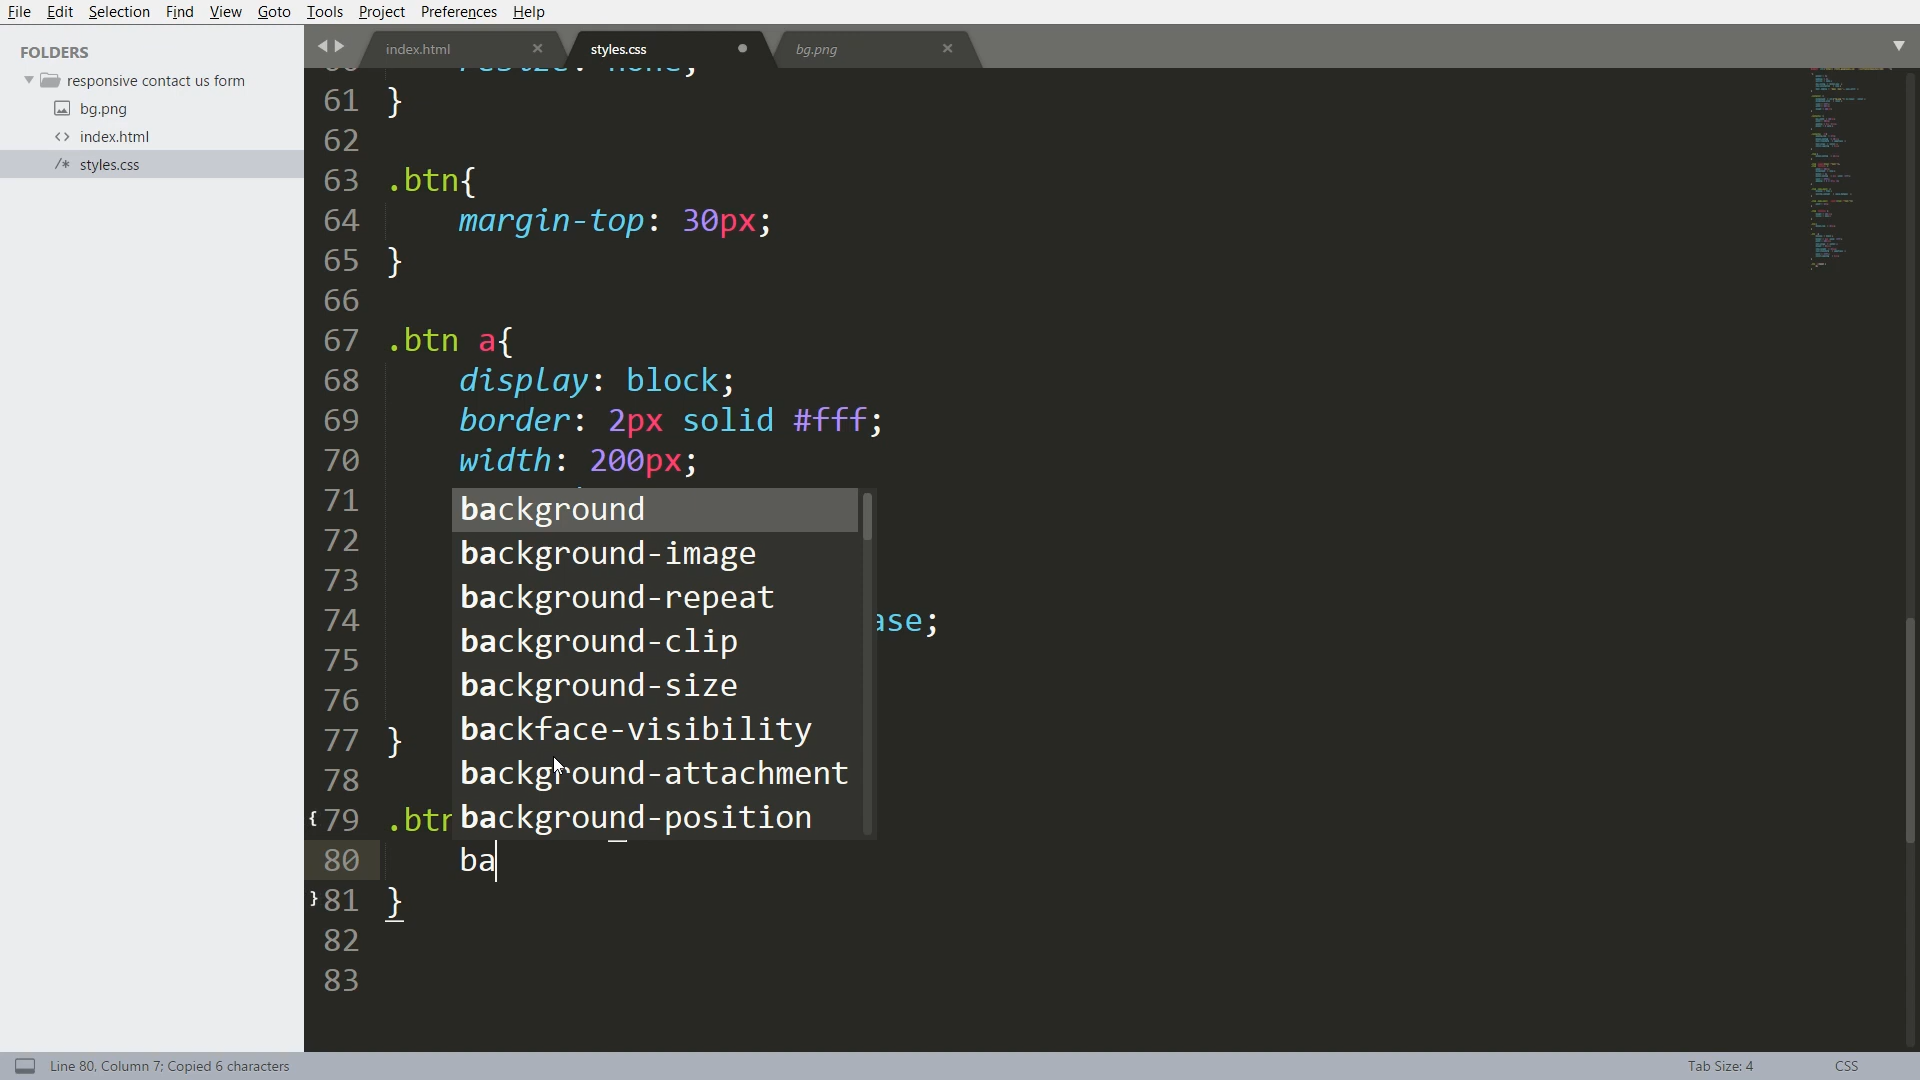 File Edit Selection Find View Goto Tools Project Preferences Help
FOLDERS
responsive contact us form
bg.png
index.html
styles.css
index.html × styles.css bg.png ×
61 }
62
63 .btn{
64 margin-top: 30px;
65 }
66
67 .btn a{
68 display: block;
69 border: 2px solid #fff;
70 width: 200px;
71
72
73
74 ase;
75
76
77 }
78
{ 79 .btn
80 ba
} 81 }
82
83
background
background-image
background-repeat
background-clip
background-size
backface-visibility
background-attachment
background-position
Line 80, Column 7; Copied 6 characters
Tab Size: 4
CSS